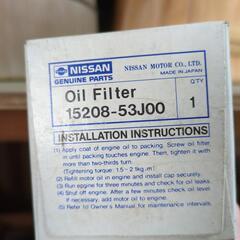 NISSAN
GENUINE PARTS
NISSAN MOTOR CO., LTD.
MADE IN JAPAN
Oil Filter
15208-53J00
QTY
1
INSTALLATION INSTRUCTIONS
(1) Apply coat of engine oil to packing. Screw oil filter
in until packing touches engine. Then, tighten it with
more than two-thirds turn.
(Tightening torque : 1.5 ~ 2 kg.m)
(2) Refill motor oil in engine and install cap securely.
(3) Run engine for three minutes and check for oil leaks.
(4) Shut off engine. After a few minutes, check oil level
and, if necessary, add motor oil
(5) Refer to Owner's Manual for maintenance